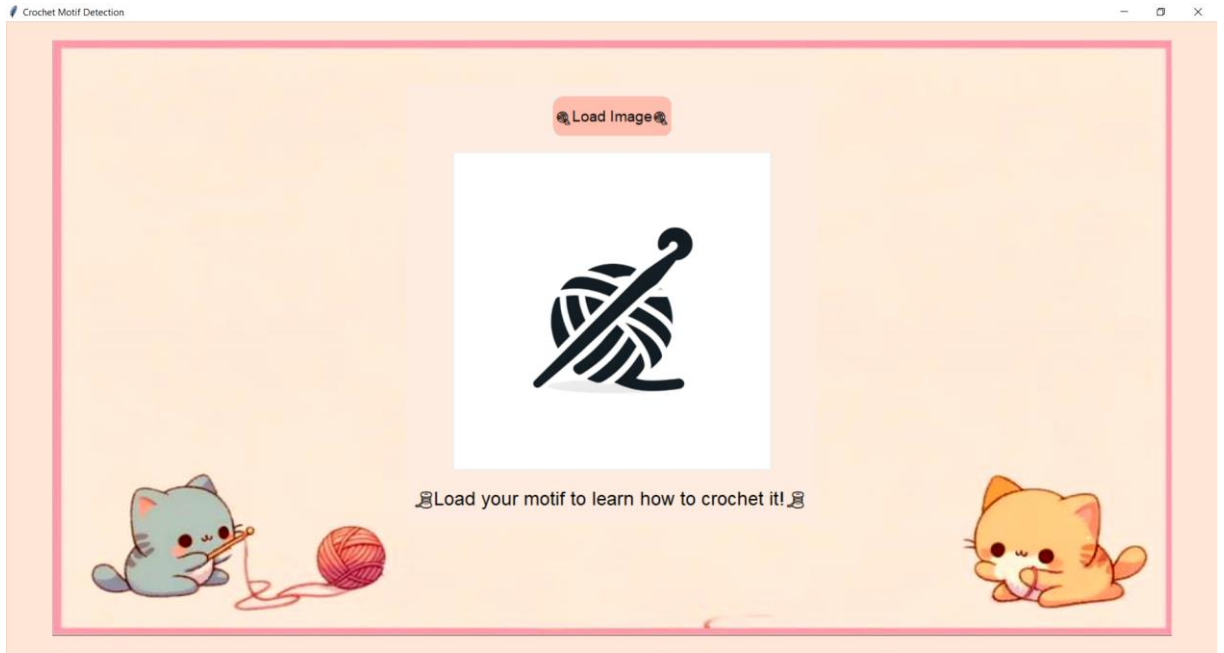 Crochet Motif Detection
🧶Load Image🧶
🧵Load your motif to learn how to crochet it!🧵